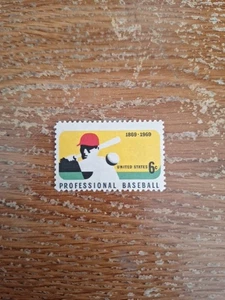 1869-1969
UNITED STATES 6c
PROFESSIONAL BASEBALL